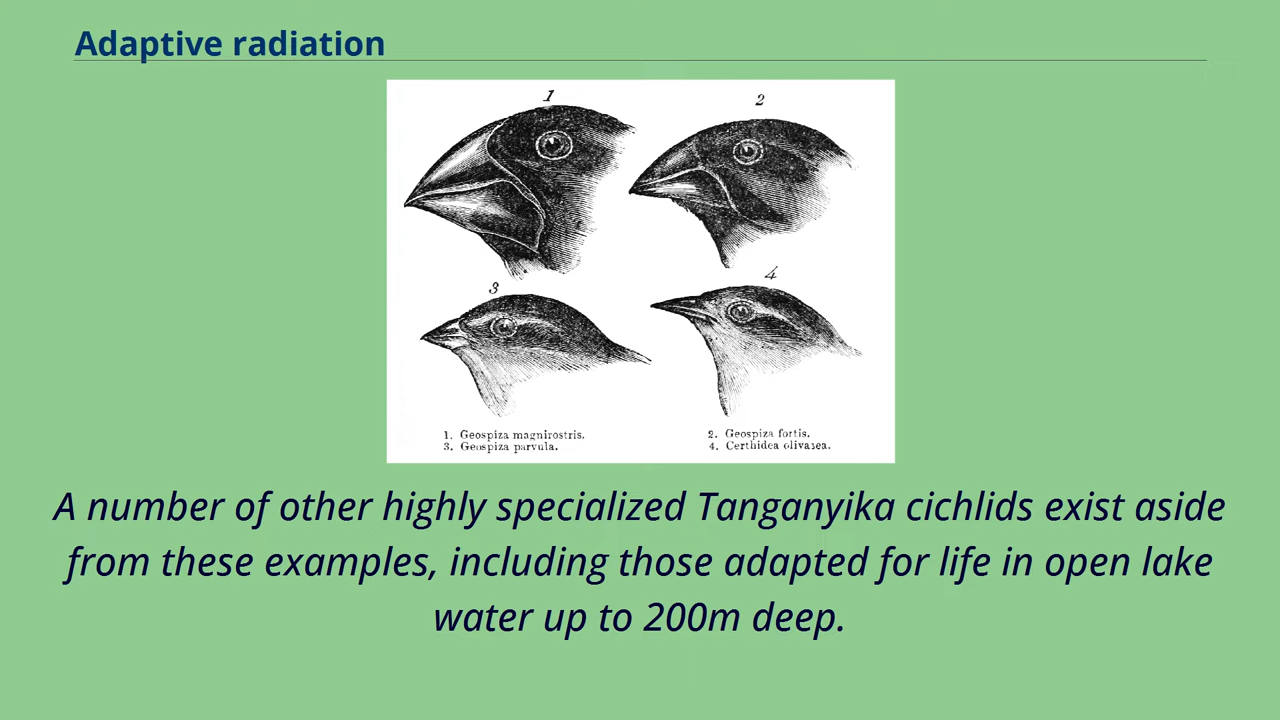 Adaptive radiation
1
2
3
4
1. Geospiza magnirostris.
2. Geospiza fortis.
3. Geospiza parvula.
4. Certhidea olivasea.
A number of other highly specialized Tanganyika cichlids exist aside
from these examples, including those adapted for life in open lake
water up to 200m deep.